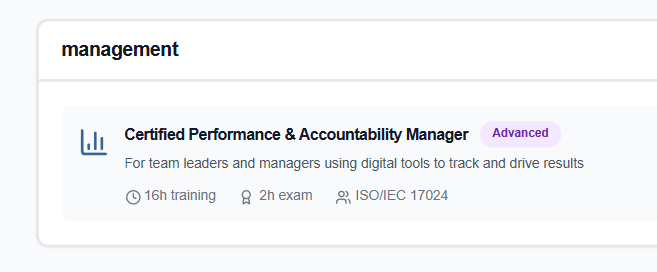 management
Certified Performance & Accountability Manager Advanced
For team leaders and managers using digital tools to track and drive results
16h training 2h exam ISO/IEC 17024